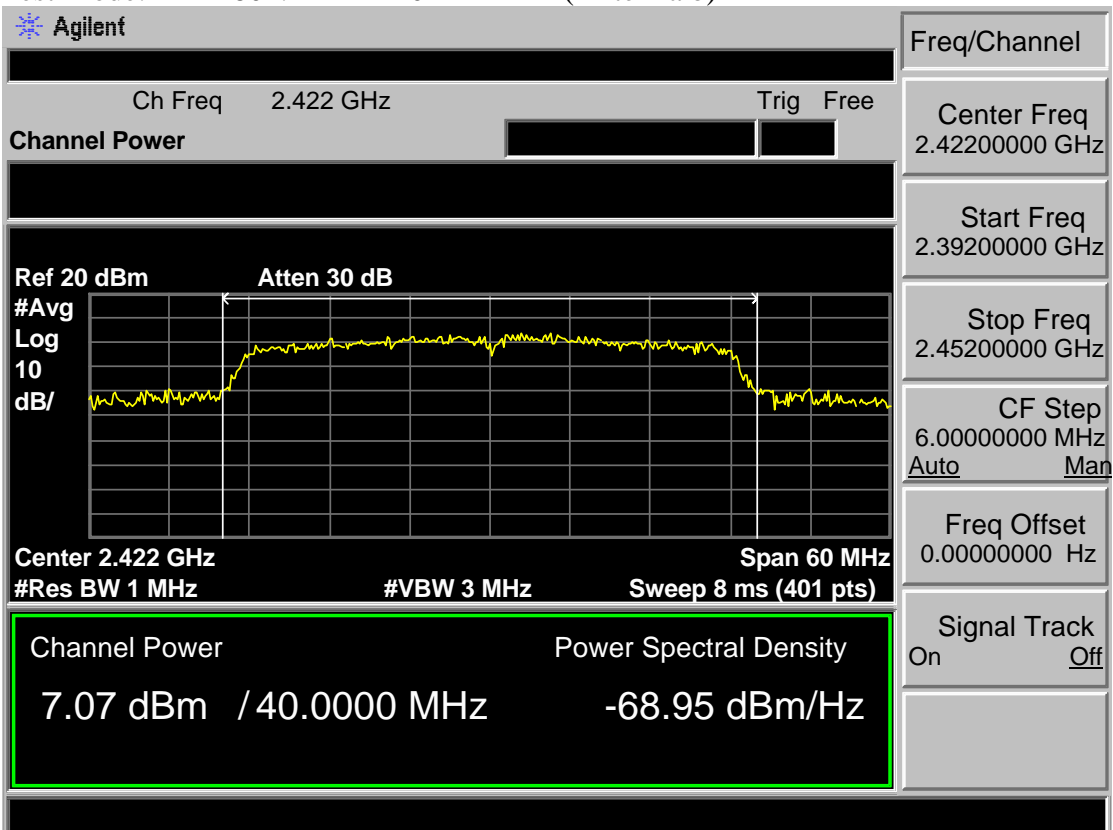 Agilent
Freq/Channel
Ch Freq 2.422 GHz Trig Free
Channel Power
Center Freq
2.42200000 GHz
Start Freq
2.39200000 GHz
Stop Freq
2.45200000 GHz
CF Step
6.00000000 MHz
Auto Man
Freq Offset
0.00000000 Hz
Signal Track
On Off
Ref 20 dBm Atten 30 dB
#Avg
Log
10
dB/
Center 2.422 GHz Span 60 MHz
#Res BW 1 MHz #VBW 3 MHz Sweep 8 ms (401 pts)
Channel Power Power Spectral Density
7.07 dBm / 40.0000 MHz -68.95 dBm/Hz